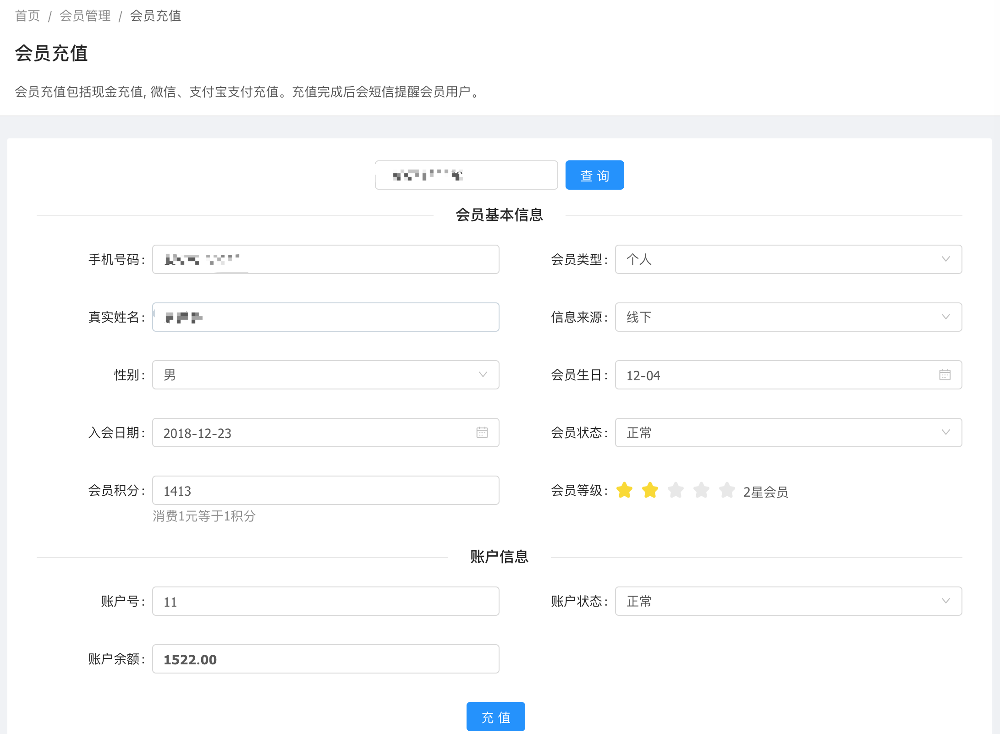 首页 / 会员管理 / 会员充值
会员充值
会员充值包括现金充值, 微信、支付宝支付充值。充值完成后会短信提醒会员用户。
查 询
会员基本信息
手机号码: 会员类型: 个人
真实姓名: 信息来源: 线下
性别: 男 会员生日: 12-04
入会日期: 2018-12-23 会员状态: 正常
会员积分: 1413 会员等级: 2星会员
消费1元等于1积分
账户信息
账户号: 11 账户状态: 正常
账户余额: 1522.00
充 值